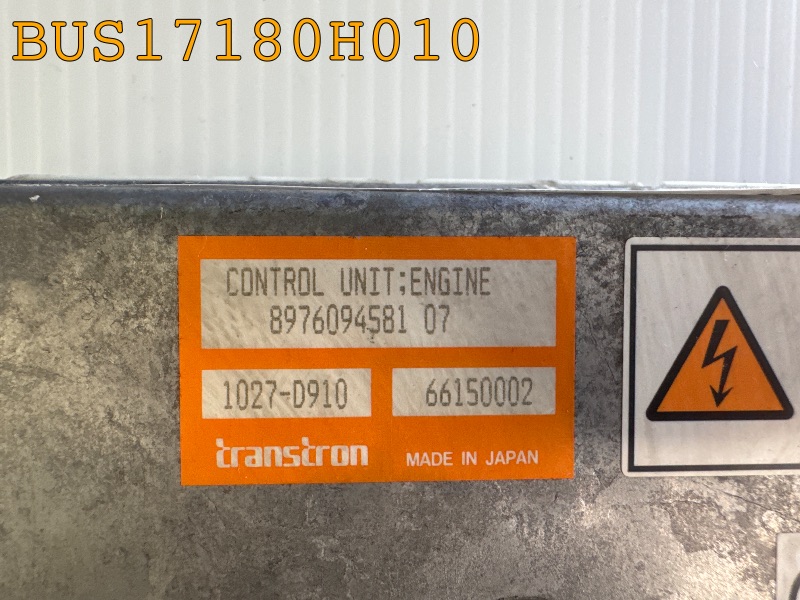 BUS17180H010
CONTROL UNIT;ENGINE
8976094581 07
1027-D910
66150002
transtron
MADE IN JAPAN